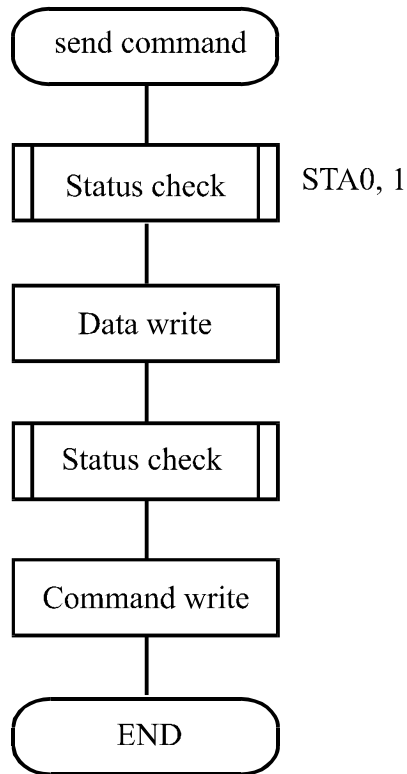 send command
Status check
STA0, 1
Data write
Status check
Command write
END